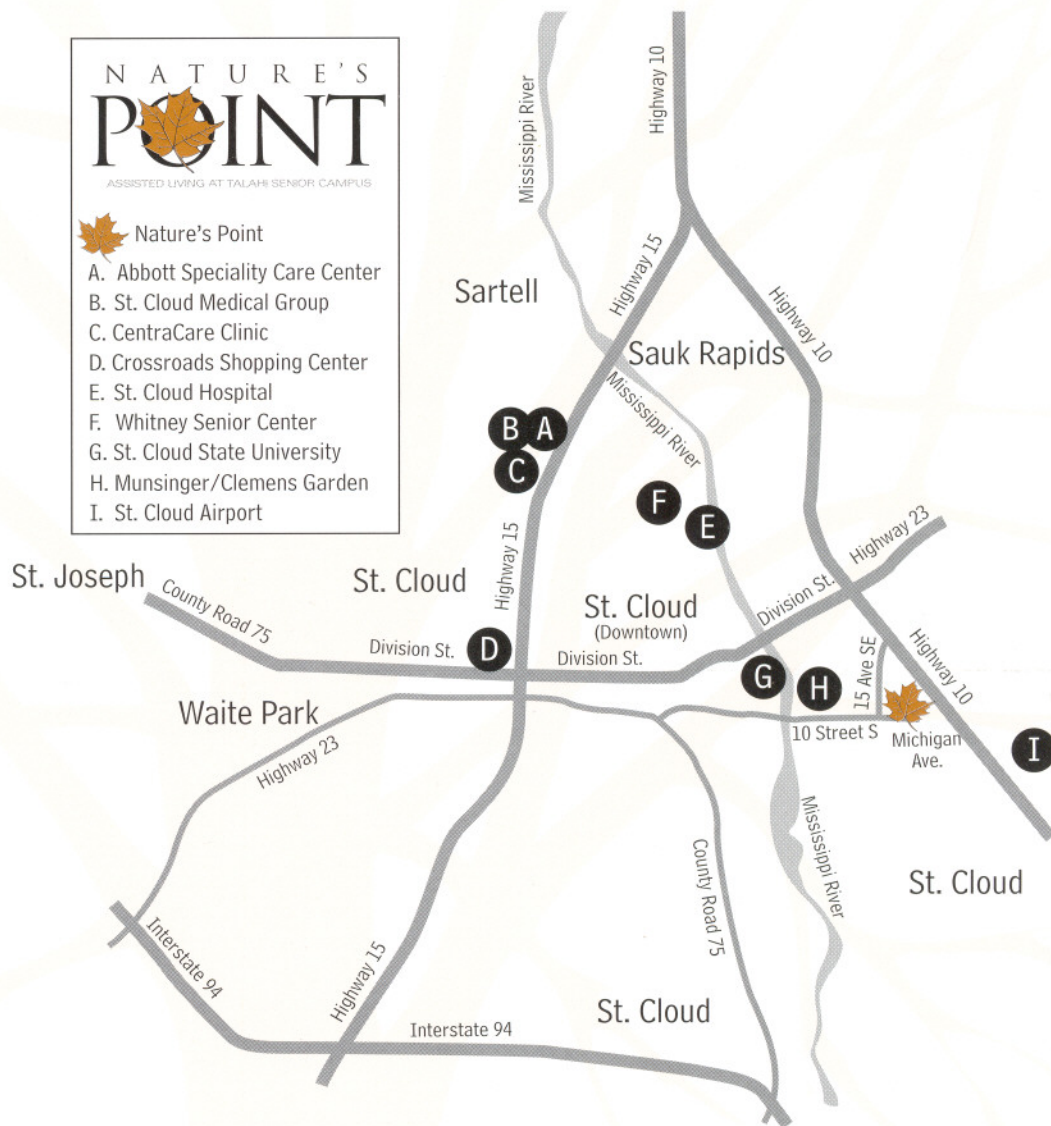 NATURE'S
POINT
ASSISTED LIVING AT TALAHI SENIOR CAMPUS
Nature's Point
A. Abbott Speciality Care Center
B. St. Cloud Medical Group
C. CentraCare Clinic
D. Crossroads Shopping Center
E. St. Cloud Hospital
F. Whitney Senior Center
G. St. Cloud State University
H. Munsinger/Clemens Garden
I. St. Cloud Airport
Mississippi River
Highway 10
Highway 15
Sartell
Highway 10
Sauk Rapids
Mississippi River
B
A
C
F
E
Highway 23
Division St.
St. Joseph
County Road 75
St. Cloud
Highway 15
St. Cloud
(Downtown)
Division St.
D
Division St.
G
H
15 Ave SE
Highway 10
Waite Park
Highway 23
10 Street S
Michigan
Ave.
I
Mississippi River
County Road 75
St. Cloud
Interstate 94
Highway 15
Interstate 94
St. Cloud